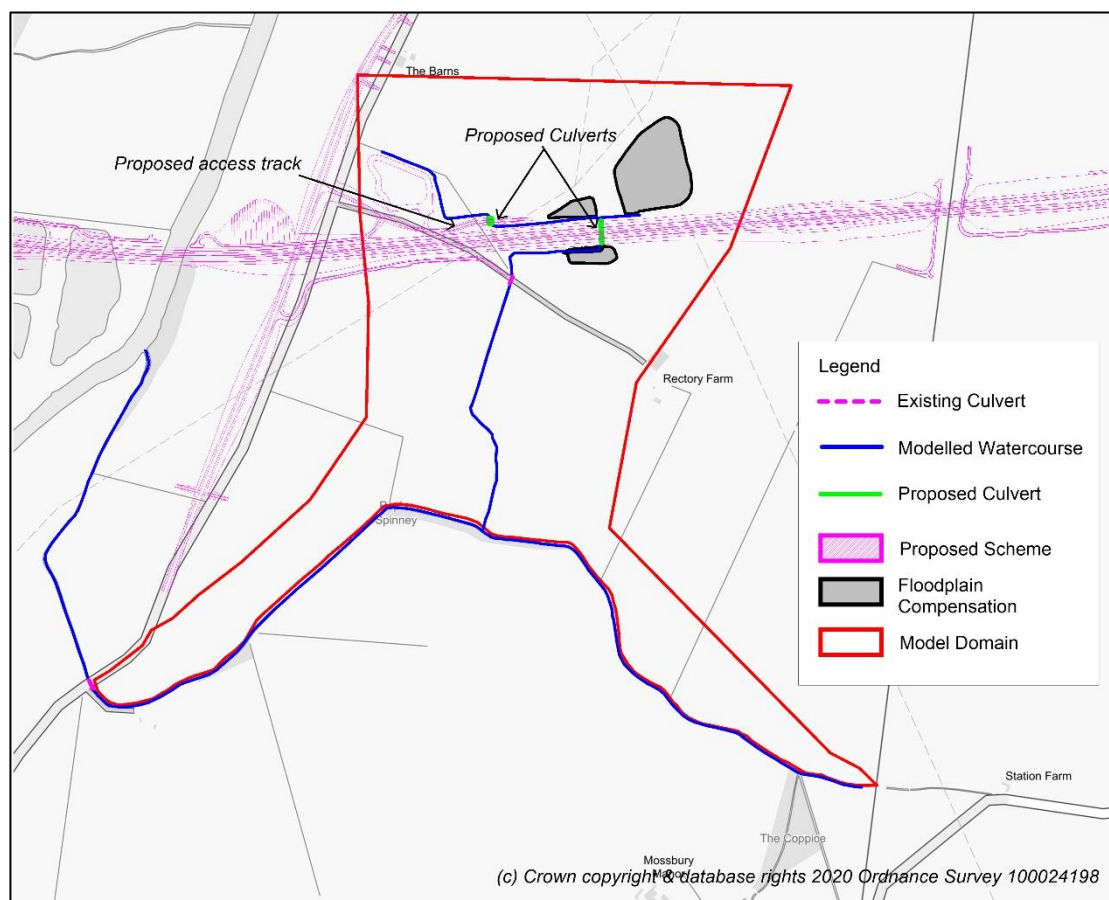 The Barns
Proposed Culverts
Proposed access track
Rectory Farm
Legend
Existing Culvert
Modelled Watercourse
Proposed Culvert
Proposed Scheme
Floodplain
Compensation
Model Domain
Spinney
Station Farm
The Coppice
Mossbury
(c) Crown copyright & database rights 2020 Ordnance Survey 100024198